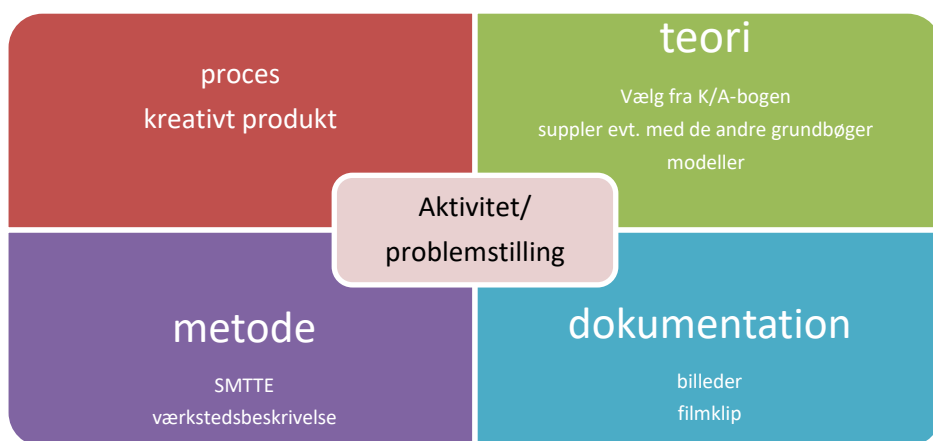 proces
kreativt produkt
teori
Vælg fra K/A-bogen
suppler evt. med de andre grundbøger
modeller
Aktivitet/
problemstilling
metode
SMTTE
værkstedsbeskrivelse
dokumentation
billeder
filmklip